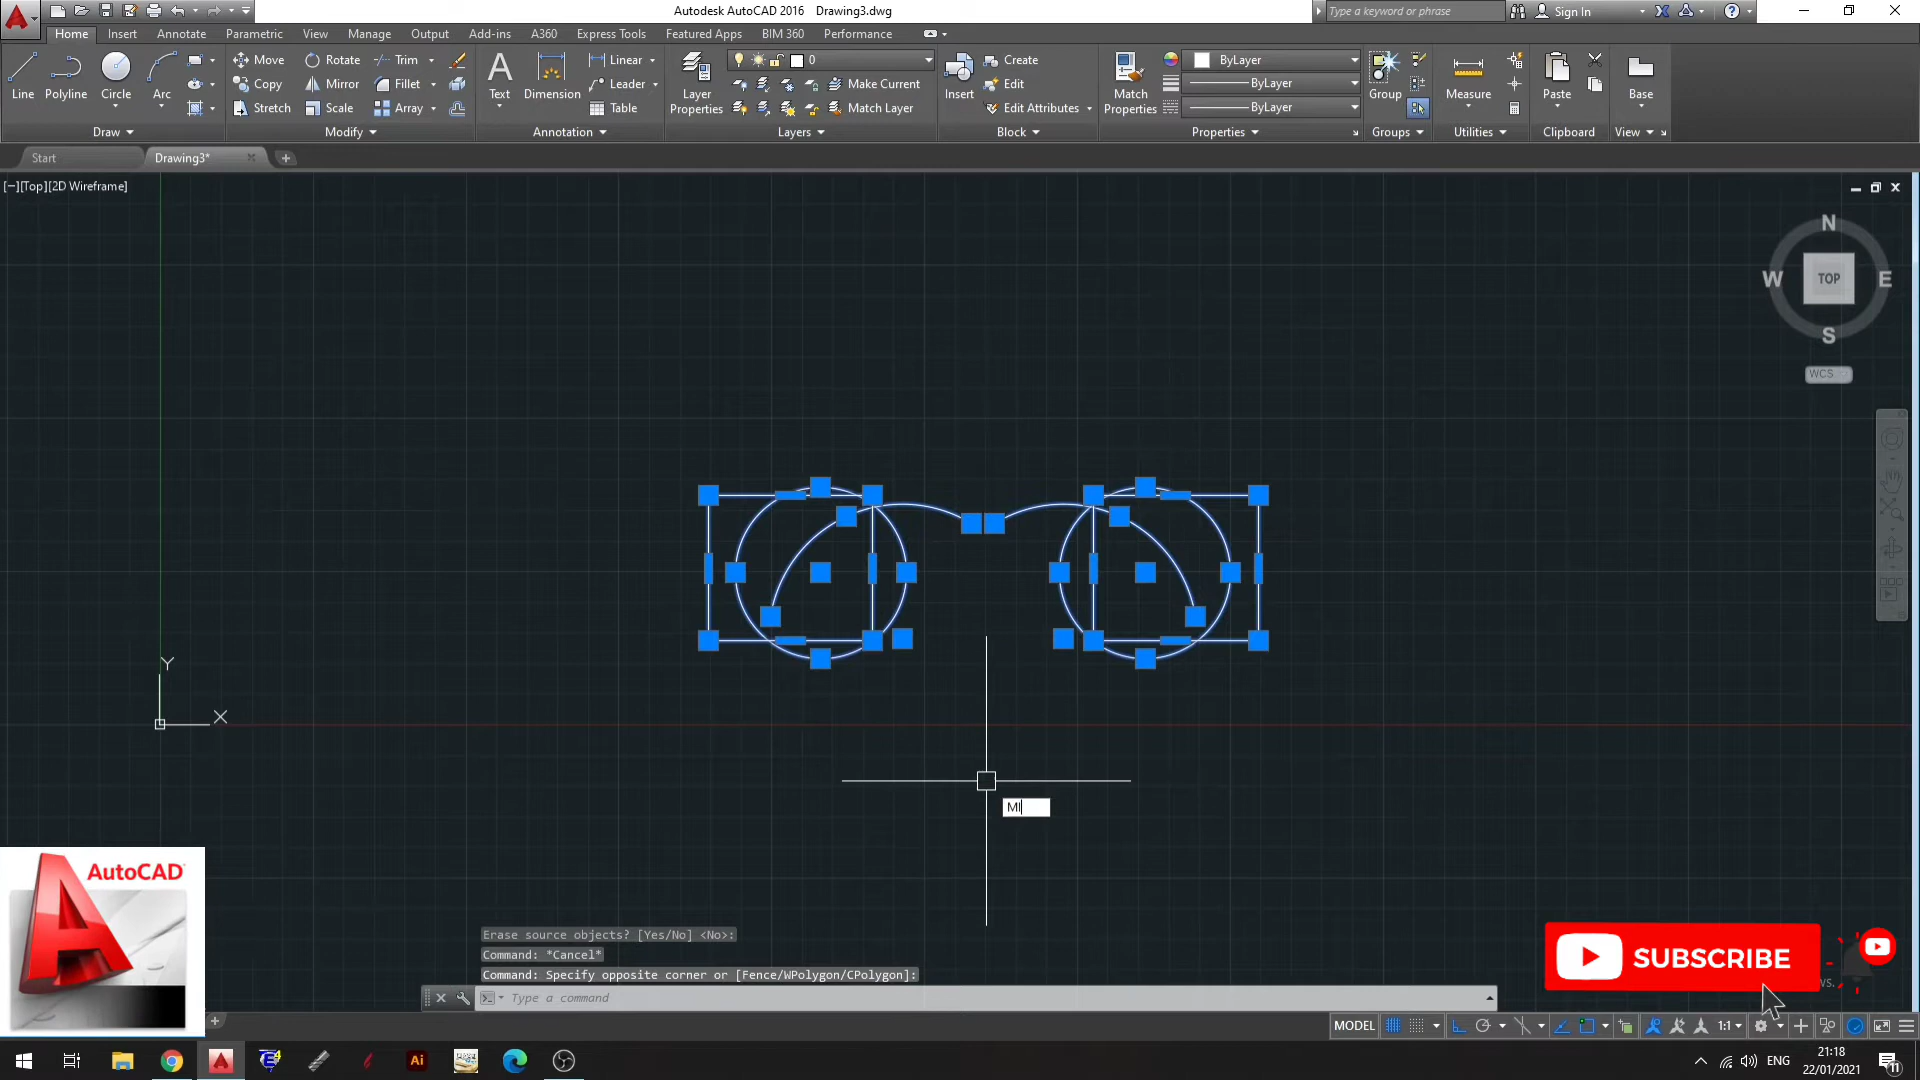 Autodesk AutoCAD 2016 Drawing3.dwg
Type a keyword or phrase
Sign In
Home Insert Annotate Parametric View Manage Output Add-ins A360 Express Tools Featured Apps BIM 360 Performance
Line Polyline Circle Arc
Draw
Move Rotate Trim
Copy Mirror Fillet
Stretch Scale Array
Modify
Text Dimension
Linear
Leader
Table
Annotation
Layer Properties
0
Make Current
Match Layer
Layers
Insert
Create
Edit
Edit Attributes
Block
Match Properties
ByLayer
ByLayer
ByLayer
Properties
Group
Groups
Measure
Utilities
Paste
Clipboard
Base
View
Start
Drawing3*
[−][Top][2D Wireframe]
N
W TOP E
S
WCS
Y
X
MI
AutoCAD
Erase source objects? [Yes/No] <No>:
Command: *Cancel*
Command: Specify opposite corner or [Fence/WPolygon/CPolygon]:
Type a command
SUBSCRIBE
MODEL
1:1
Ai
ENG
21:18
22/01/2021
11